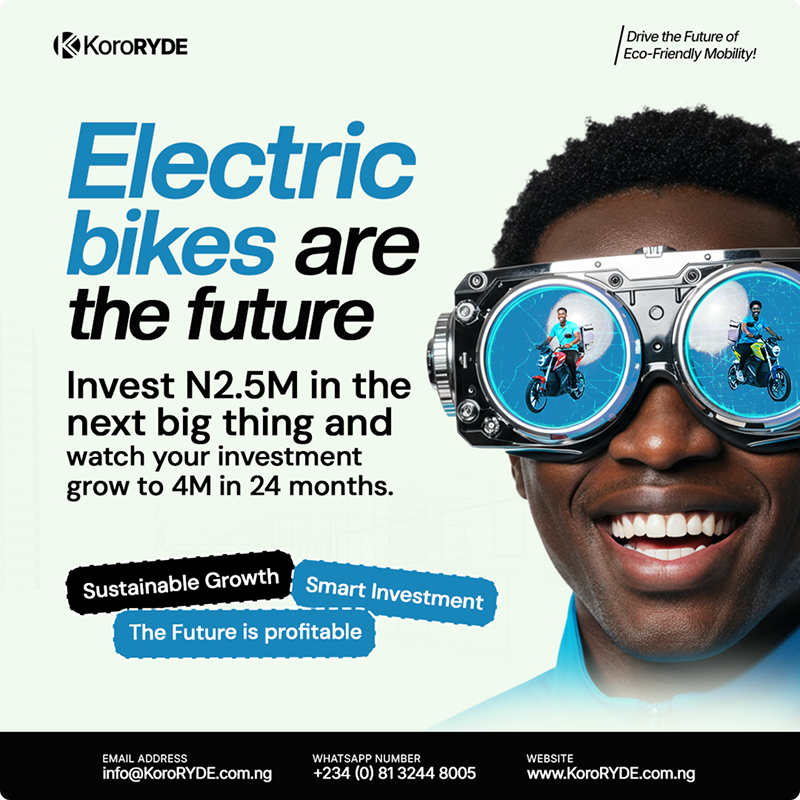 KoroRYDE
Drive the Future of
Eco-Friendly Mobility!
Electric
bikes are
the future
Invest N2.5M in the
next big thing and
watch your investment
grow to 4M in 24 months.
Sustainable Growth
Smart Investment
The Future is profitable
EMAIL ADDRESS
info@KoroRYDE.com.ng
WHATSAPP NUMBER
+234 (0) 81 3244 8005
WEBSITE
www.KoroRYDE.com.ng